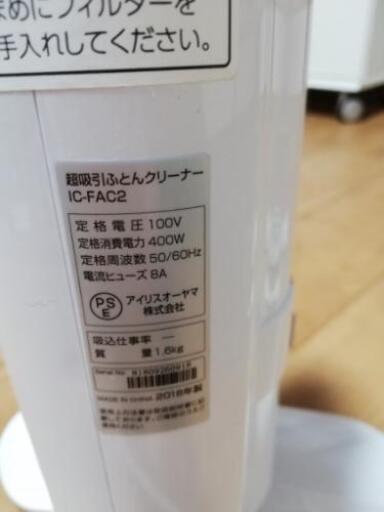 まめにフィルターを
手入れしてください。
超吸引ふとんクリーナー
IC-FAC2
定格電圧 100V
定格消費電力 400W
定格周波数 50/60Hz
電流ヒューズ 8A
PSE アイリスオーヤマ
株式会社
吸込仕事率 —
質量 1.6kg
Serial No.
MADE IN CHINA 2018年製